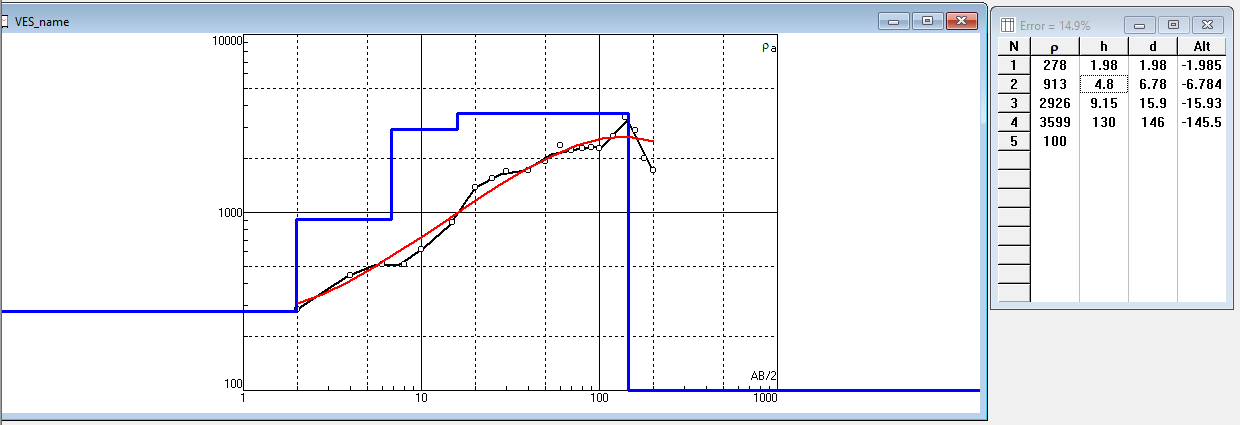 VES_name
10000
ρa
1000
100
AB/2
1 10 100 1000
Error = 14.9%
N ρ h d Alt
1 278 1.98 1.98 -1.985
2 913 4.8 6.78 -6.784
3 2926 9.15 15.9 -15.93
4 3599 130 146 -145.5
5 100